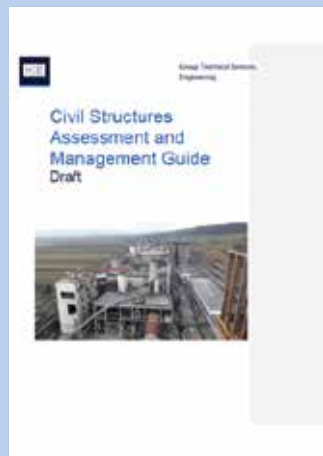 Group Technical Services
Engineering
Civil Structures
Assessment and
Management Guide
Draft